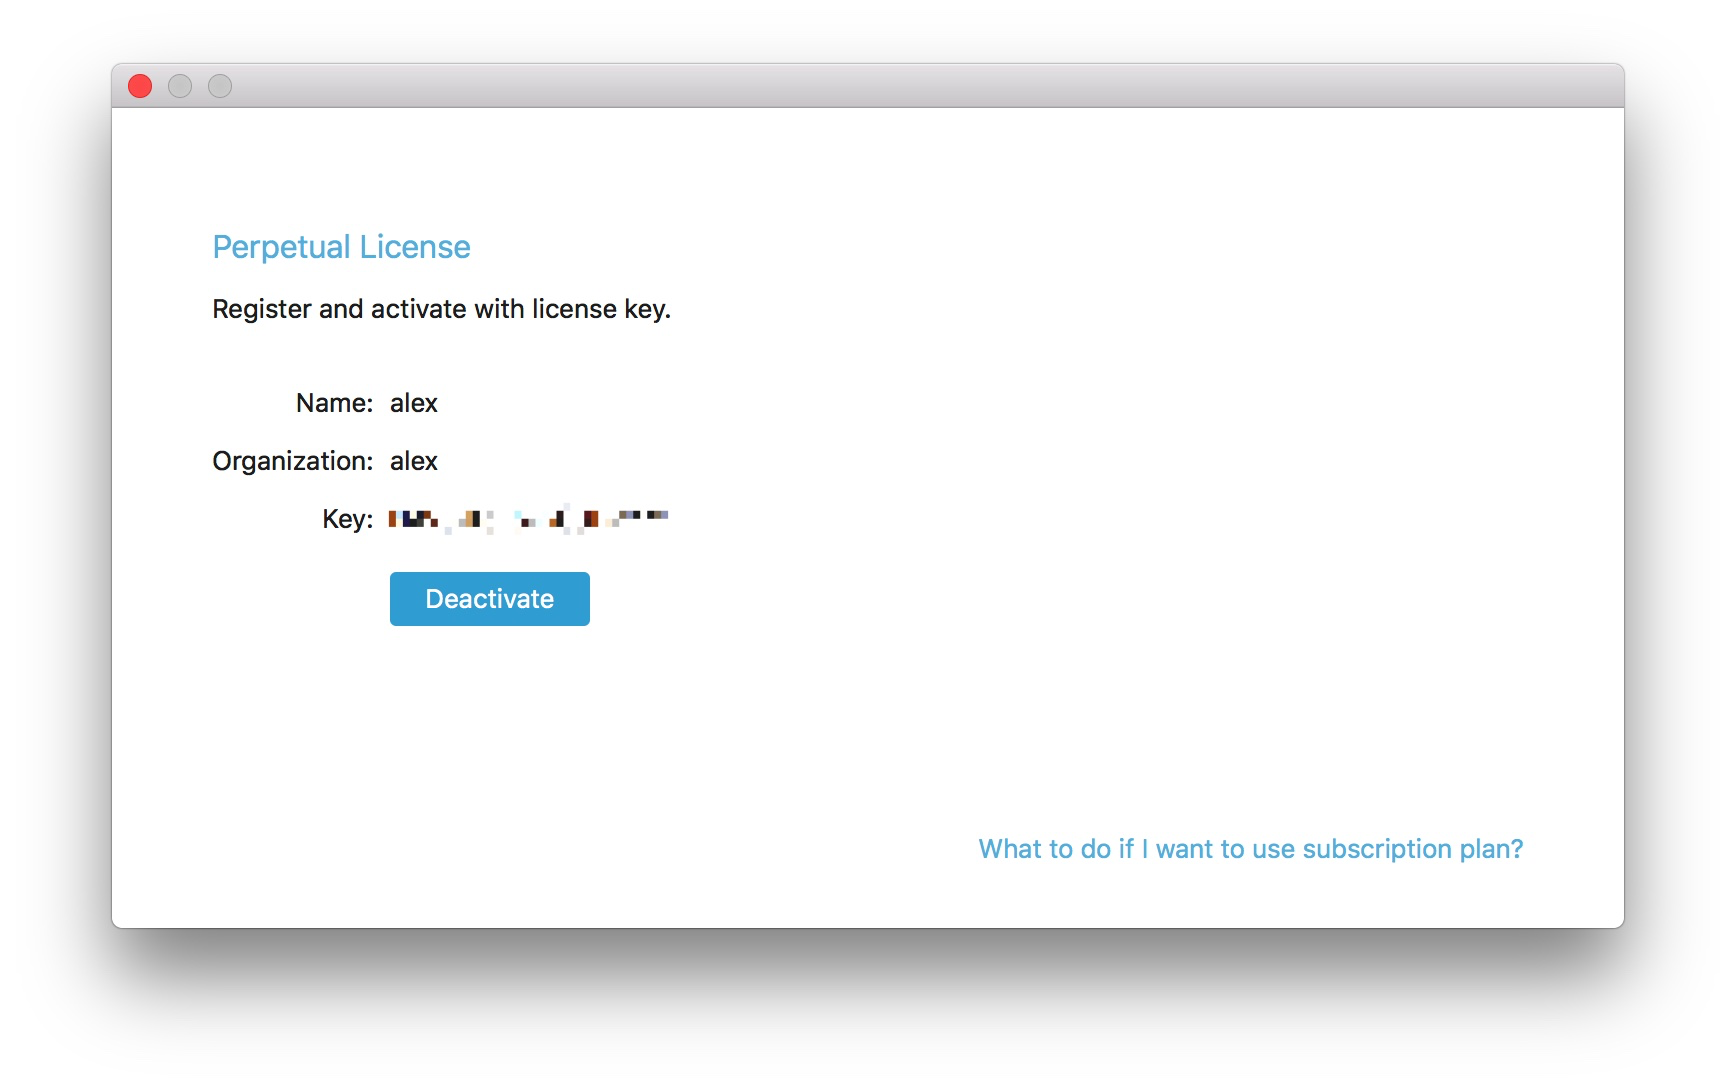 Perpetual License
Register and activate with license key.
Name: alex
Organization: alex
Key:
Deactivate
What to do if I want to use subscription plan?